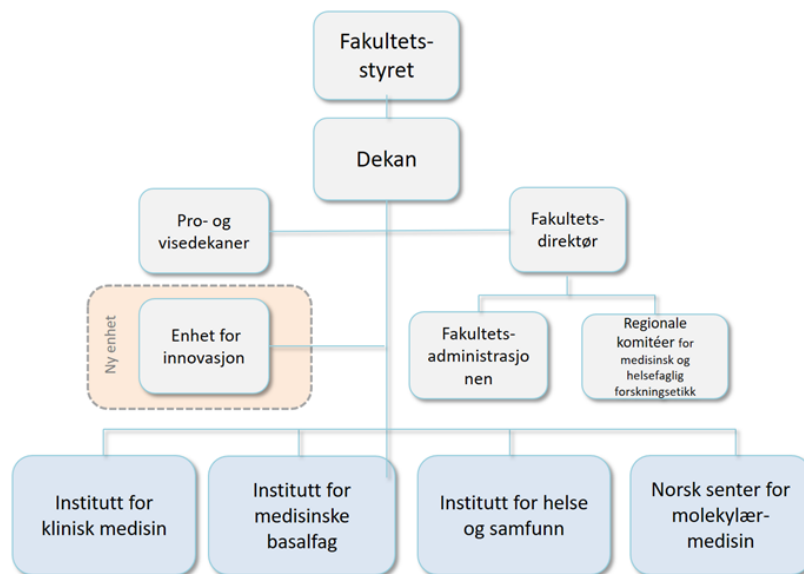 Fakultets-
styret
Dekan
Pro- og
visedekaner
Fakultets-
direktør
Ny enhet
Enhet for
innovasjon
Fakultets-
administrasjo
nen
Regionale
komitéer for
medisinsk og
helsefaglig
forskningsetikk
Institutt for
klinisk medisin
Institutt for
medisinske
basalfag
Institutt for helse
og samfunn
Norsk senter for
molekylær-
medisin